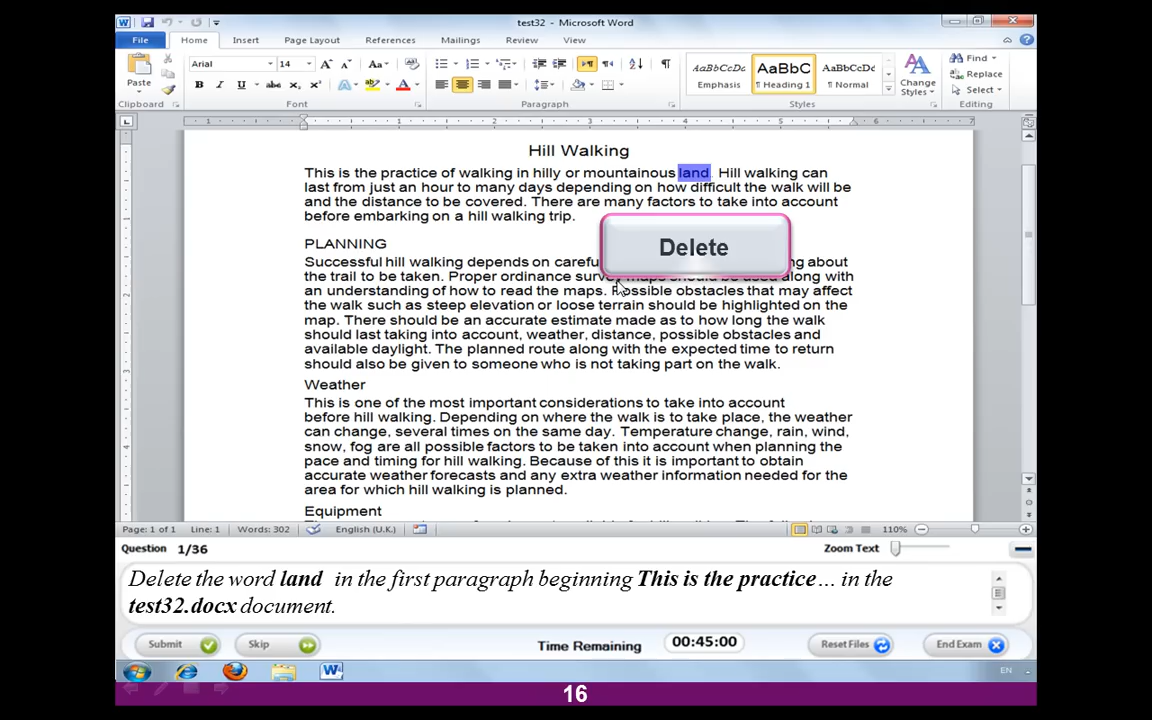 test32 - Microsoft Word
File Home Insert Page Layout References Mailings Review View
Paste
Arial 14
Clipboard Font Paragraph Styles Editing
AaBbCcDc AaBbC AaBbCcDc
Emphasis ¶ Heading 1 ¶ Normal
Change Styles
Find
Replace
Select
Hill Walking
This is the practice of walking in hilly or mountainous land. Hill walking can
last from just an hour to many days depending on how difficult the walk will be
and the distance to be covered. There are many factors to take into account
before embarking on a hill walking trip.
Delete
PLANNING
Successful hill walking depends on carefu ng about
the trail to be taken. Proper ordinance survey maps should be used along with
an understanding of how to read the maps. Possible obstacles that may affect
the walk such as steep elevation or loose terrain should be highlighted on the
map. There should be an accurate estimate made as to how long the walk
should last taking into account, weather, distance, possible obstacles and
available daylight. The planned route along with the expected time to return
should also be given to someone who is not taking part on the walk.
Weather
This is one of the most important considerations to take into account
before hill walking. Depending on where the walk is to take place, the weather
can change, several times on the same day. Temperature change, rain, wind,
snow, fog are all possible factors to be taken into account when planning the
pace and timing for hill walking. Because of this it is important to obtain
accurate weather forecasts and any extra weather information needed for the
area for which hill walking is planned.
Equipment
Page: 1 of 1 Line: 1 Words: 302 English (U.K.) 110%
Question 1/36 Zoom Text
Delete the word land in the first paragraph beginning This is the practice... in the
test32.docx document.
Submit Skip Time Remaining 00:45:00 Reset Files End Exam
EN
16